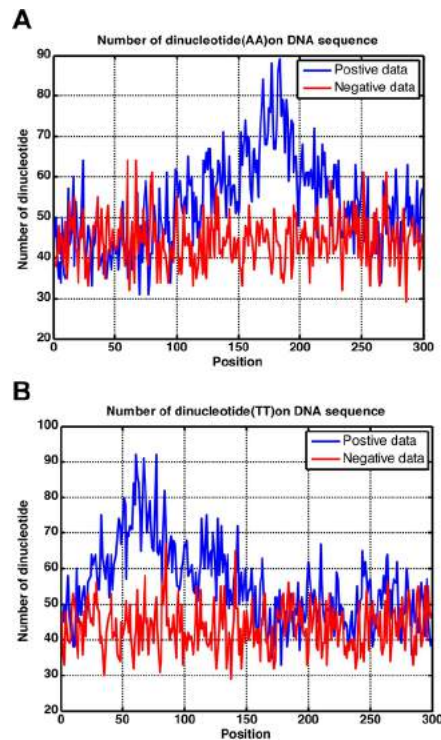 A
Number of dinucleotide(AA)on DNA sequence
90
80
70
60
50
40
30
20
Number of dinucleotide
Postive data
Negative data
0
50
100
150
200
250
300
Position
B
Number of dinucleotide(TT)on DNA sequence
100
90
80
70
60
50
40
30
20
Number of dinucleotide
Postive data
Negative data
0
50
100
150
200
250
300
Position